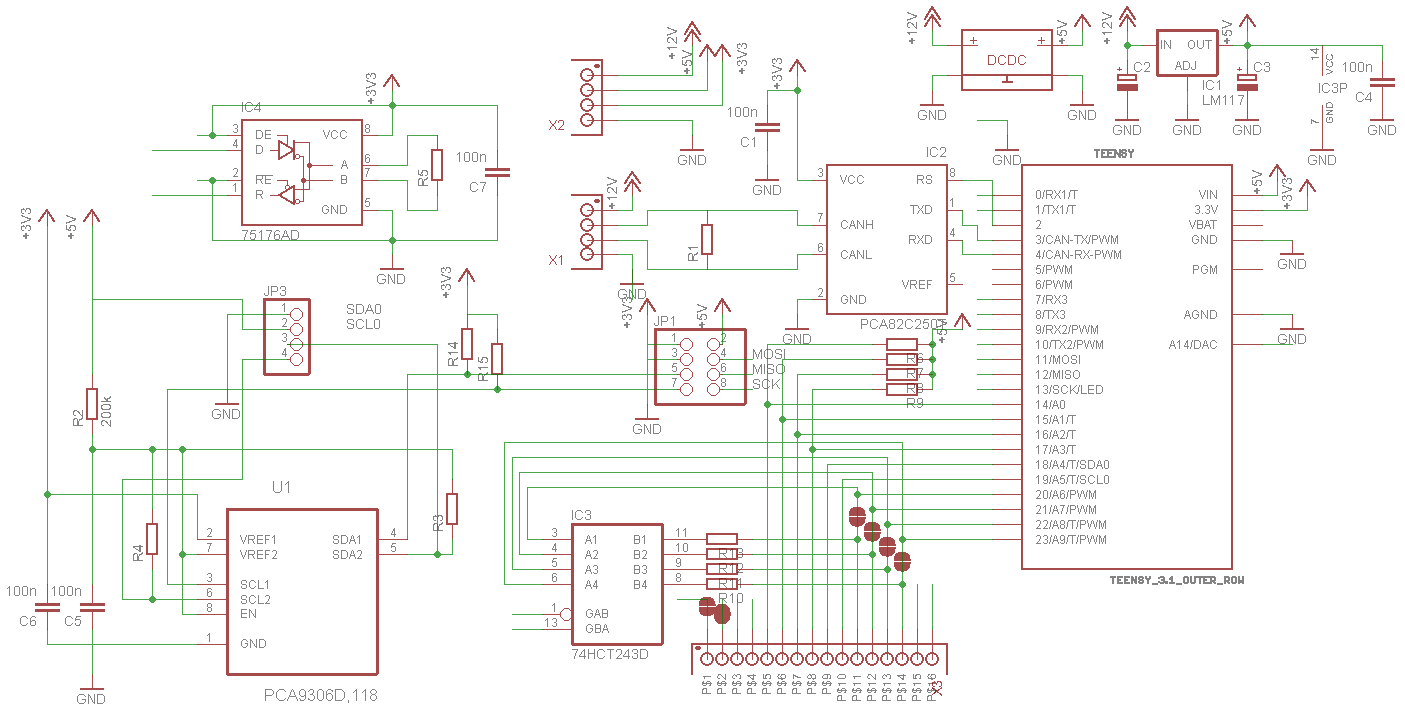 +12V
+5V
+12V
+5V
DCDC
IN OUT
ADJ
IC1
LM117
C2
C3
14
VCC
IC3P
7
GND
100n
C4
GND
GND
GND
GND
GND
GND
GND
GND
+12V
+5V
+3V3
X2
GND
+3V3
100n
C1
GND
+3V3
IC4
3 DE VCC 8
4 D A 6
2 RE B 7
1 R GND 5
75176AD
R5
100n
C7
GND
+12V
X1
GND
R1
IC2
3 VCC RS 8
TXD 1
7 CANH
RXD 4
6 CANL
VREF 5
2 GND
PCA82C250T
GND
TEENSY
0/RX1/T VIN
1/TX1/T 3.3V
2 VBAT
3/CAN-TX/PWM GND
4/CAN-RX-PWM
5/PWM PGM
6/PWM
7/RX3
8/TX3 AGND
9/RX2/PWM
10/TX2/PWM A14/DAC
11/MOSI
12/MISO
13/SCK/LED
14/A0
15/A1/T
16/A2/T
17/A3/T
18/A4/T/SDA0
19/A5/T/SCL0
20/A6/PWM
21/A7/PWM
22/A8/T/PWM
23/A9/T/PWM
TEENSY_3.1_OUTER_ROW
+5V
+3V3
GND
GND
+3V3
+5V
JP3
1
2
3
4
SDA0
SCL0
GND
+3V3
R14
R15
+3V3
+5V
JP1
1 2
3 4
5 6
7 8
MOSI
MISO
SCK
GND
+5V
R6
R7
R8
R9
R2
200k
R4
R3
U1
2 VREF1 SDA1 4
7 VREF2 SDA2 5
3 SCL1
6 SCL2
8 EN
1 GND
PCA9306D,118
100n
C6
100n
C5
GND
IC3
3 A1 B1 11
4 A2 B2 10
5 A3 B3 9
6 A4 B4 8
1 GAB
13 GBA
74HCT243D
R13
R12
R11
R10
P$1
P$2
P$3
P$4
P$5
P$6
P$7
P$8
P$9
P$10
P$11
P$12
P$13
P$14
P$15
P$16
X3